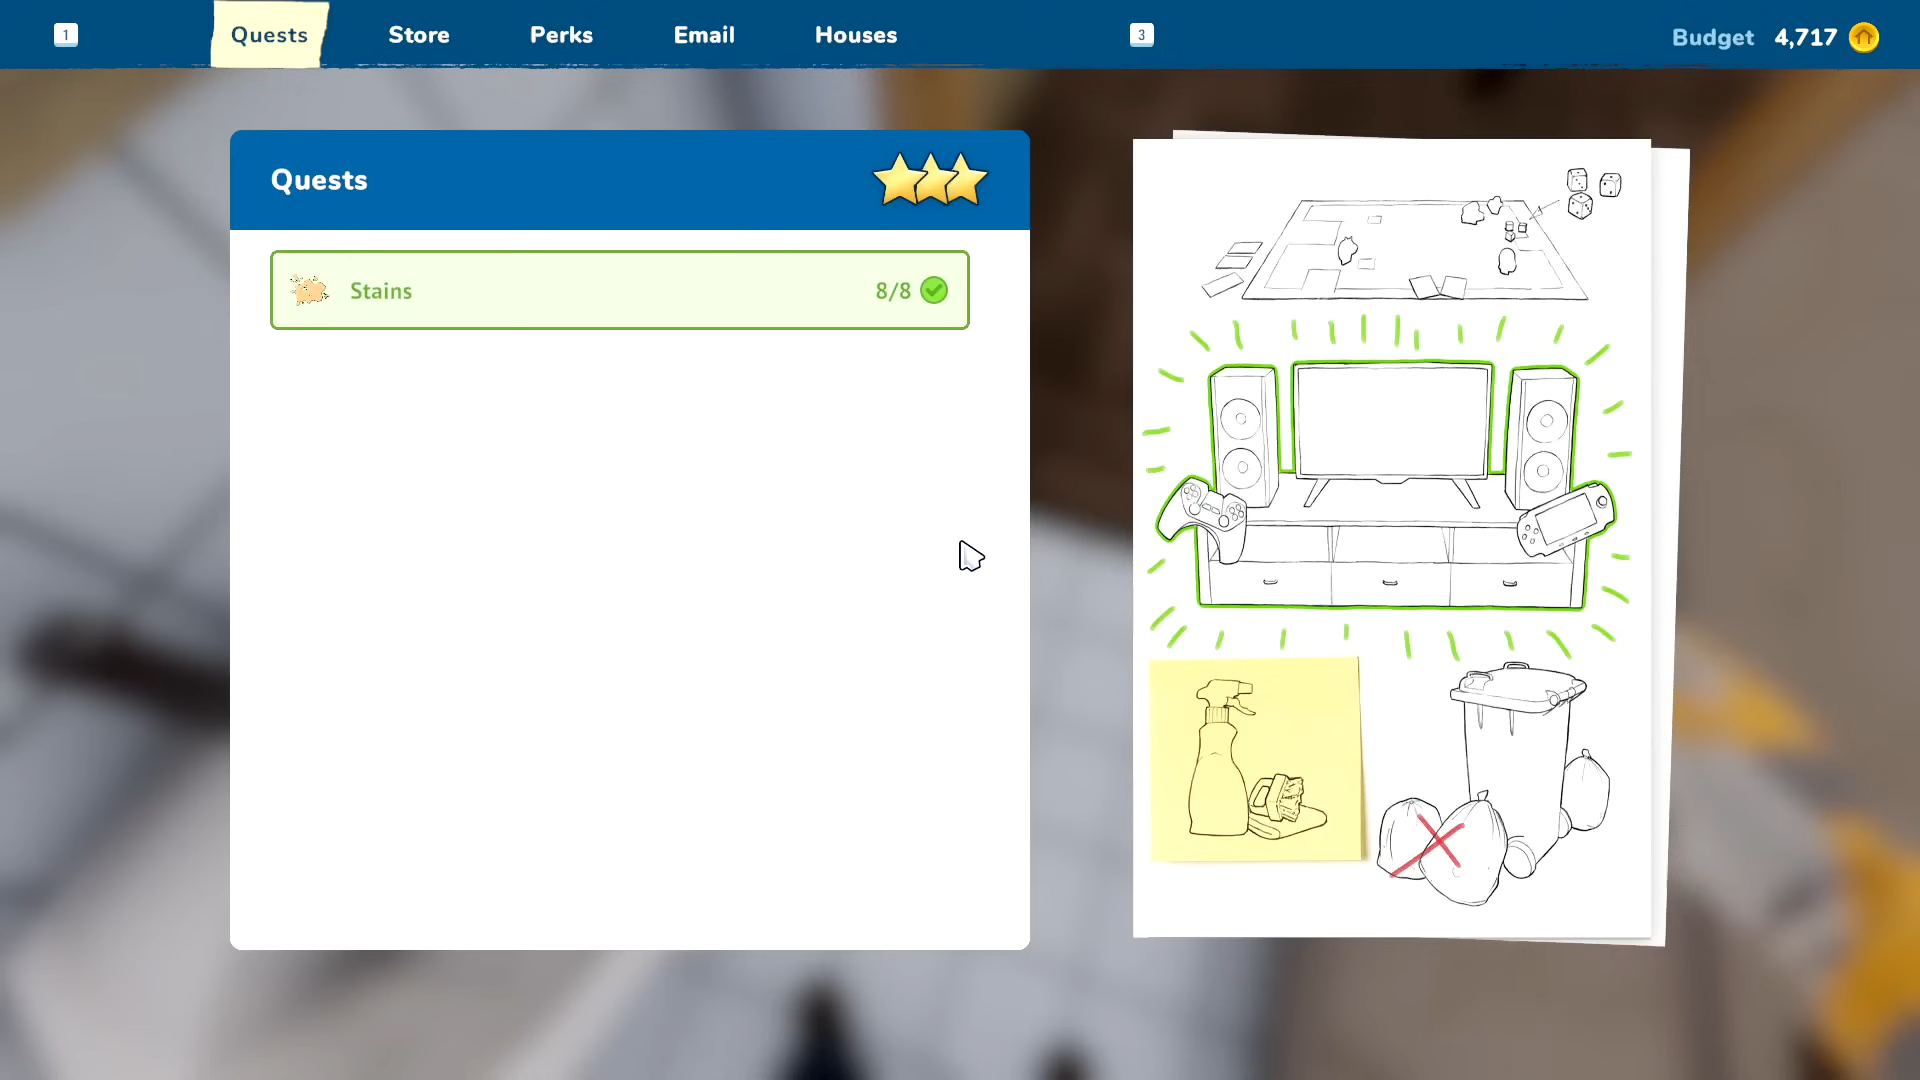 1
Quests
Store
Perks
Email
Houses
3
Budget 4,717
Quests
Stains 8/8